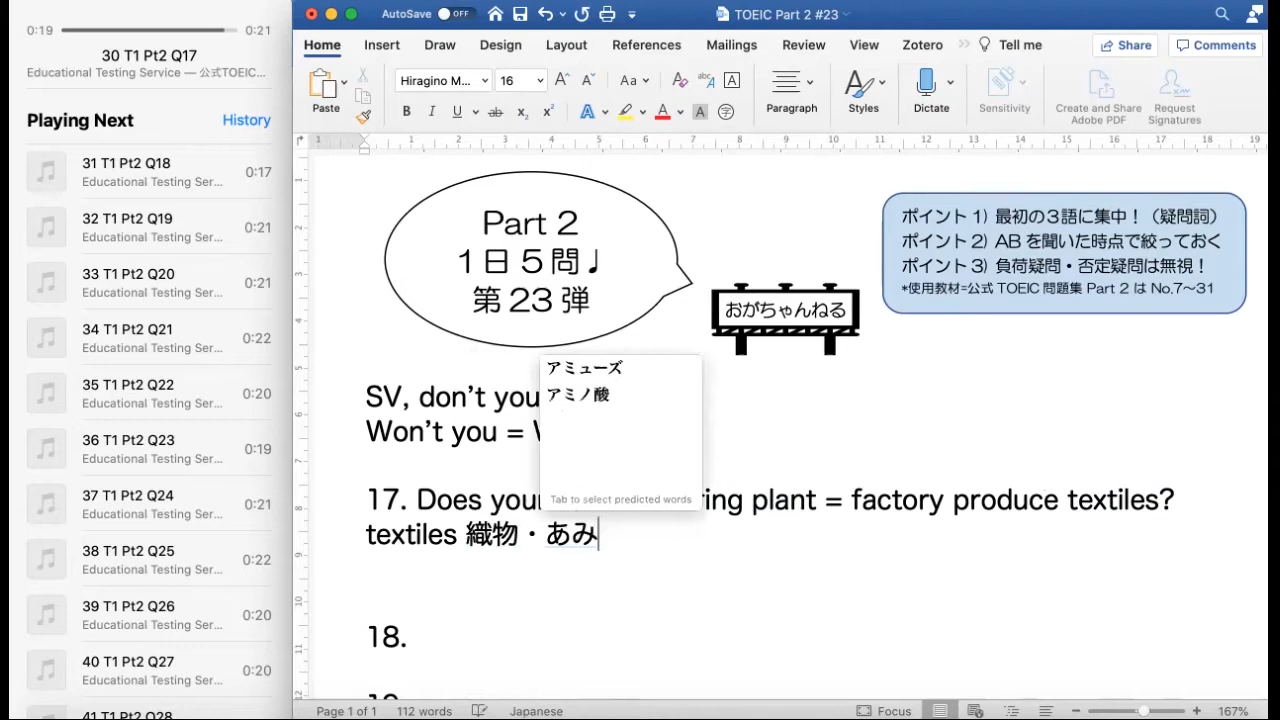 0:19 0:21
30 T1 Pt2 Q17
Educational Testing Service — 公式TOEIC...
Playing Next History
31 T1 Pt2 Q18
Educational Testing Ser... 0:17
32 T1 Pt2 Q19
Educational Testing Ser... 0:21
33 T1 Pt2 Q20
Educational Testing Ser... 0:21
34 T1 Pt2 Q21
Educational Testing Ser... 0:22
35 T1 Pt2 Q22
Educational Testing Ser... 0:20
36 T1 Pt2 Q23
Educational Testing Ser... 0:19
37 T1 Pt2 Q24
Educational Testing Ser... 0:21
38 T1 Pt2 Q25
Educational Testing Ser... 0:22
39 T1 Pt2 Q26
Educational Testing Ser... 0:20
40 T1 Pt2 Q27
Educational Testing Ser... 0:20
41 T1 Pt2 Q28
AutoSave OFF TOEIC Part 2 #23
Home Insert Draw Design Layout References Mailings Review View Zotero Tell me Share Comments
Hiragino M... 16
Paste Paragraph Styles Dictate Sensitivity Create and Share Adobe PDF Request Signatures
Part 2
1日5問♩
第23弾
おがちゃんねる
ポイント1) 最初の3語に集中！（疑問詞）
ポイント2) ABを聞いた時点で絞っておく
ポイント3) 負荷疑問・否定疑問は無視！
*使用教材=公式 TOEIC 問題集 Part 2 は No.7〜31
SV, don't you
Won't you =
アミューズ
アミノ酸
Tab to select predicted words
17. Does your ring plant = factory produce textiles?
textiles 織物・あみ
18.
Page 1 of 1 112 words Japanese Focus 167%